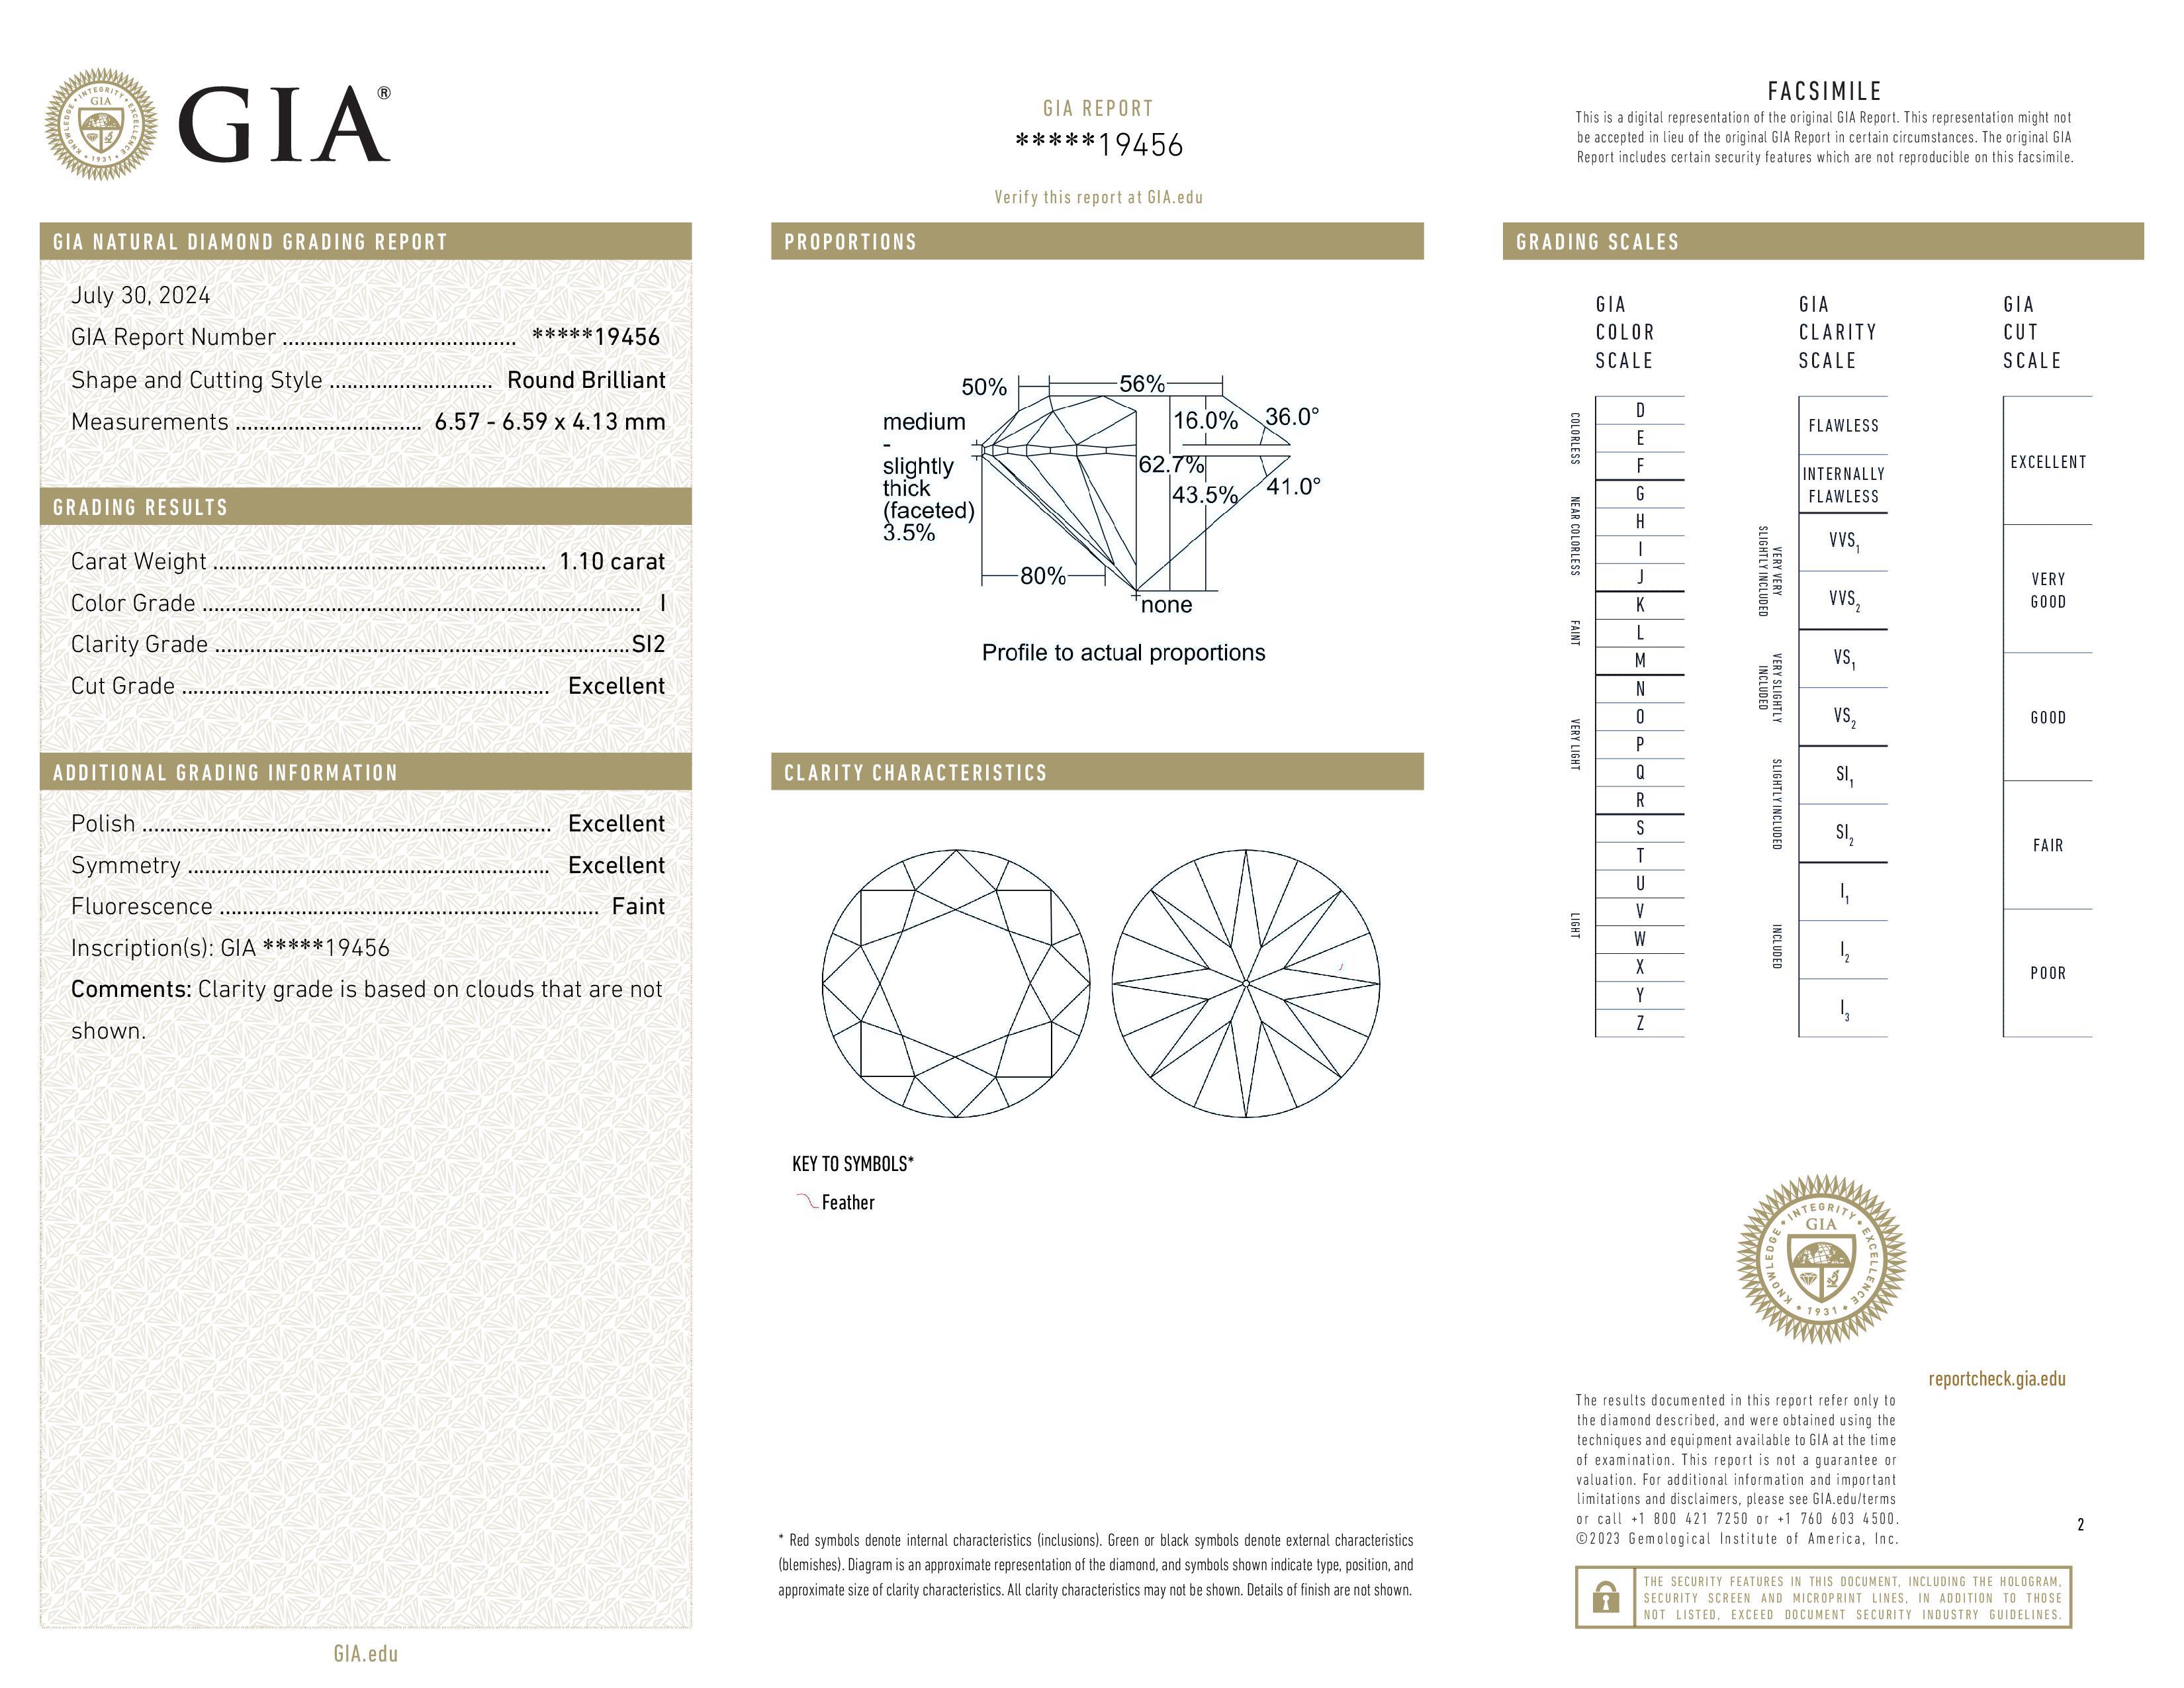 INTEGRITY
KNOWLEDGE
EXCELLENCE
GIA
1931
GIA®
GIA REPORT
*****19456
Verify this report at GIA.edu
FACSIMILE
This is a digital representation of the original GIA Report. This representation might not
be accepted in lieu of the original GIA Report in certain circumstances. The original GIA
Report includes certain security features which are not reproducible on this facsimile.
GIA NATURAL DIAMOND GRADING REPORT
July 30, 2024
GIA Report Number ........................................ *****19456
Shape and Cutting Style ............................ Round Brilliant
Measurements ................................ 6.57 - 6.59 x 4.13 mm
GRADING RESULTS
Carat Weight ......................................................... 1.10 carat
Color Grade ........................................................................... I
Clarity Grade .......................................................................SI2
Cut Grade ............................................................... Excellent
ADDITIONAL GRADING INFORMATION
Polish ...................................................................... Excellent
Symmetry .............................................................. Excellent
Fluorescence ................................................................. Faint
Inscription(s): GIA *****19456
Comments: Clarity grade is based on clouds that are not
shown.
GIA.edu
PROPORTIONS
50%
56%
medium
-
slightly
thick
(faceted)
3.5%
16.0%
36.0°
62.7%
43.5%
41.0°
80%
none
Profile to actual proportions
CLARITY CHARACTERISTICS
KEY TO SYMBOLS*
Feather
* Red symbols denote internal characteristics (inclusions). Green or black symbols denote external characteristics
(blemishes). Diagram is an approximate representation of the diamond, and symbols shown indicate type, position, and
approximate size of clarity characteristics. All clarity characteristics may not be shown. Details of finish are not shown.
GRADING SCALES
GIA
COLOR
SCALE
COLORLESS
D
E
F
NEAR COLORLESS
G
H
I
J
FAINT
K
L
M
VERY LIGHT
N
O
P
Q
R
LIGHT
S
T
U
V
W
X
Y
Z
GIA
CLARITY
SCALE
FLAWLESS
INTERNALLY
FLAWLESS
VERY VERY
SLIGHTLY INCLUDED
VVS1
VVS2
VERY SLIGHTLY
INCLUDED
VS1
VS2
SLIGHTLY INCLUDED
SI1
SI2
INCLUDED
I1
I2
I3
GIA
CUT
SCALE
EXCELLENT
VERY
GOOD
GOOD
FAIR
POOR
INTEGRITY
KNOWLEDGE
EXCELLENCE
GIA
1931
reportcheck.gia.edu
The results documented in this report refer only to
the diamond described, and were obtained using the
techniques and equipment available to GIA at the time
of examination. This report is not a guarantee or
valuation. For additional information and important
limitations and disclaimers, please see GIA.edu/terms
or call +1 800 421 7250 or +1 760 603 4500.
©2023 Gemological Institute of America, Inc.
2
THE SECURITY FEATURES IN THIS DOCUMENT, INCLUDING THE HOLOGRAM,
SECURITY SCREEN AND MICROPRINT LINES, IN ADDITION TO THOSE
NOT LISTED, EXCEED DOCUMENT SECURITY INDUSTRY GUIDELINES.